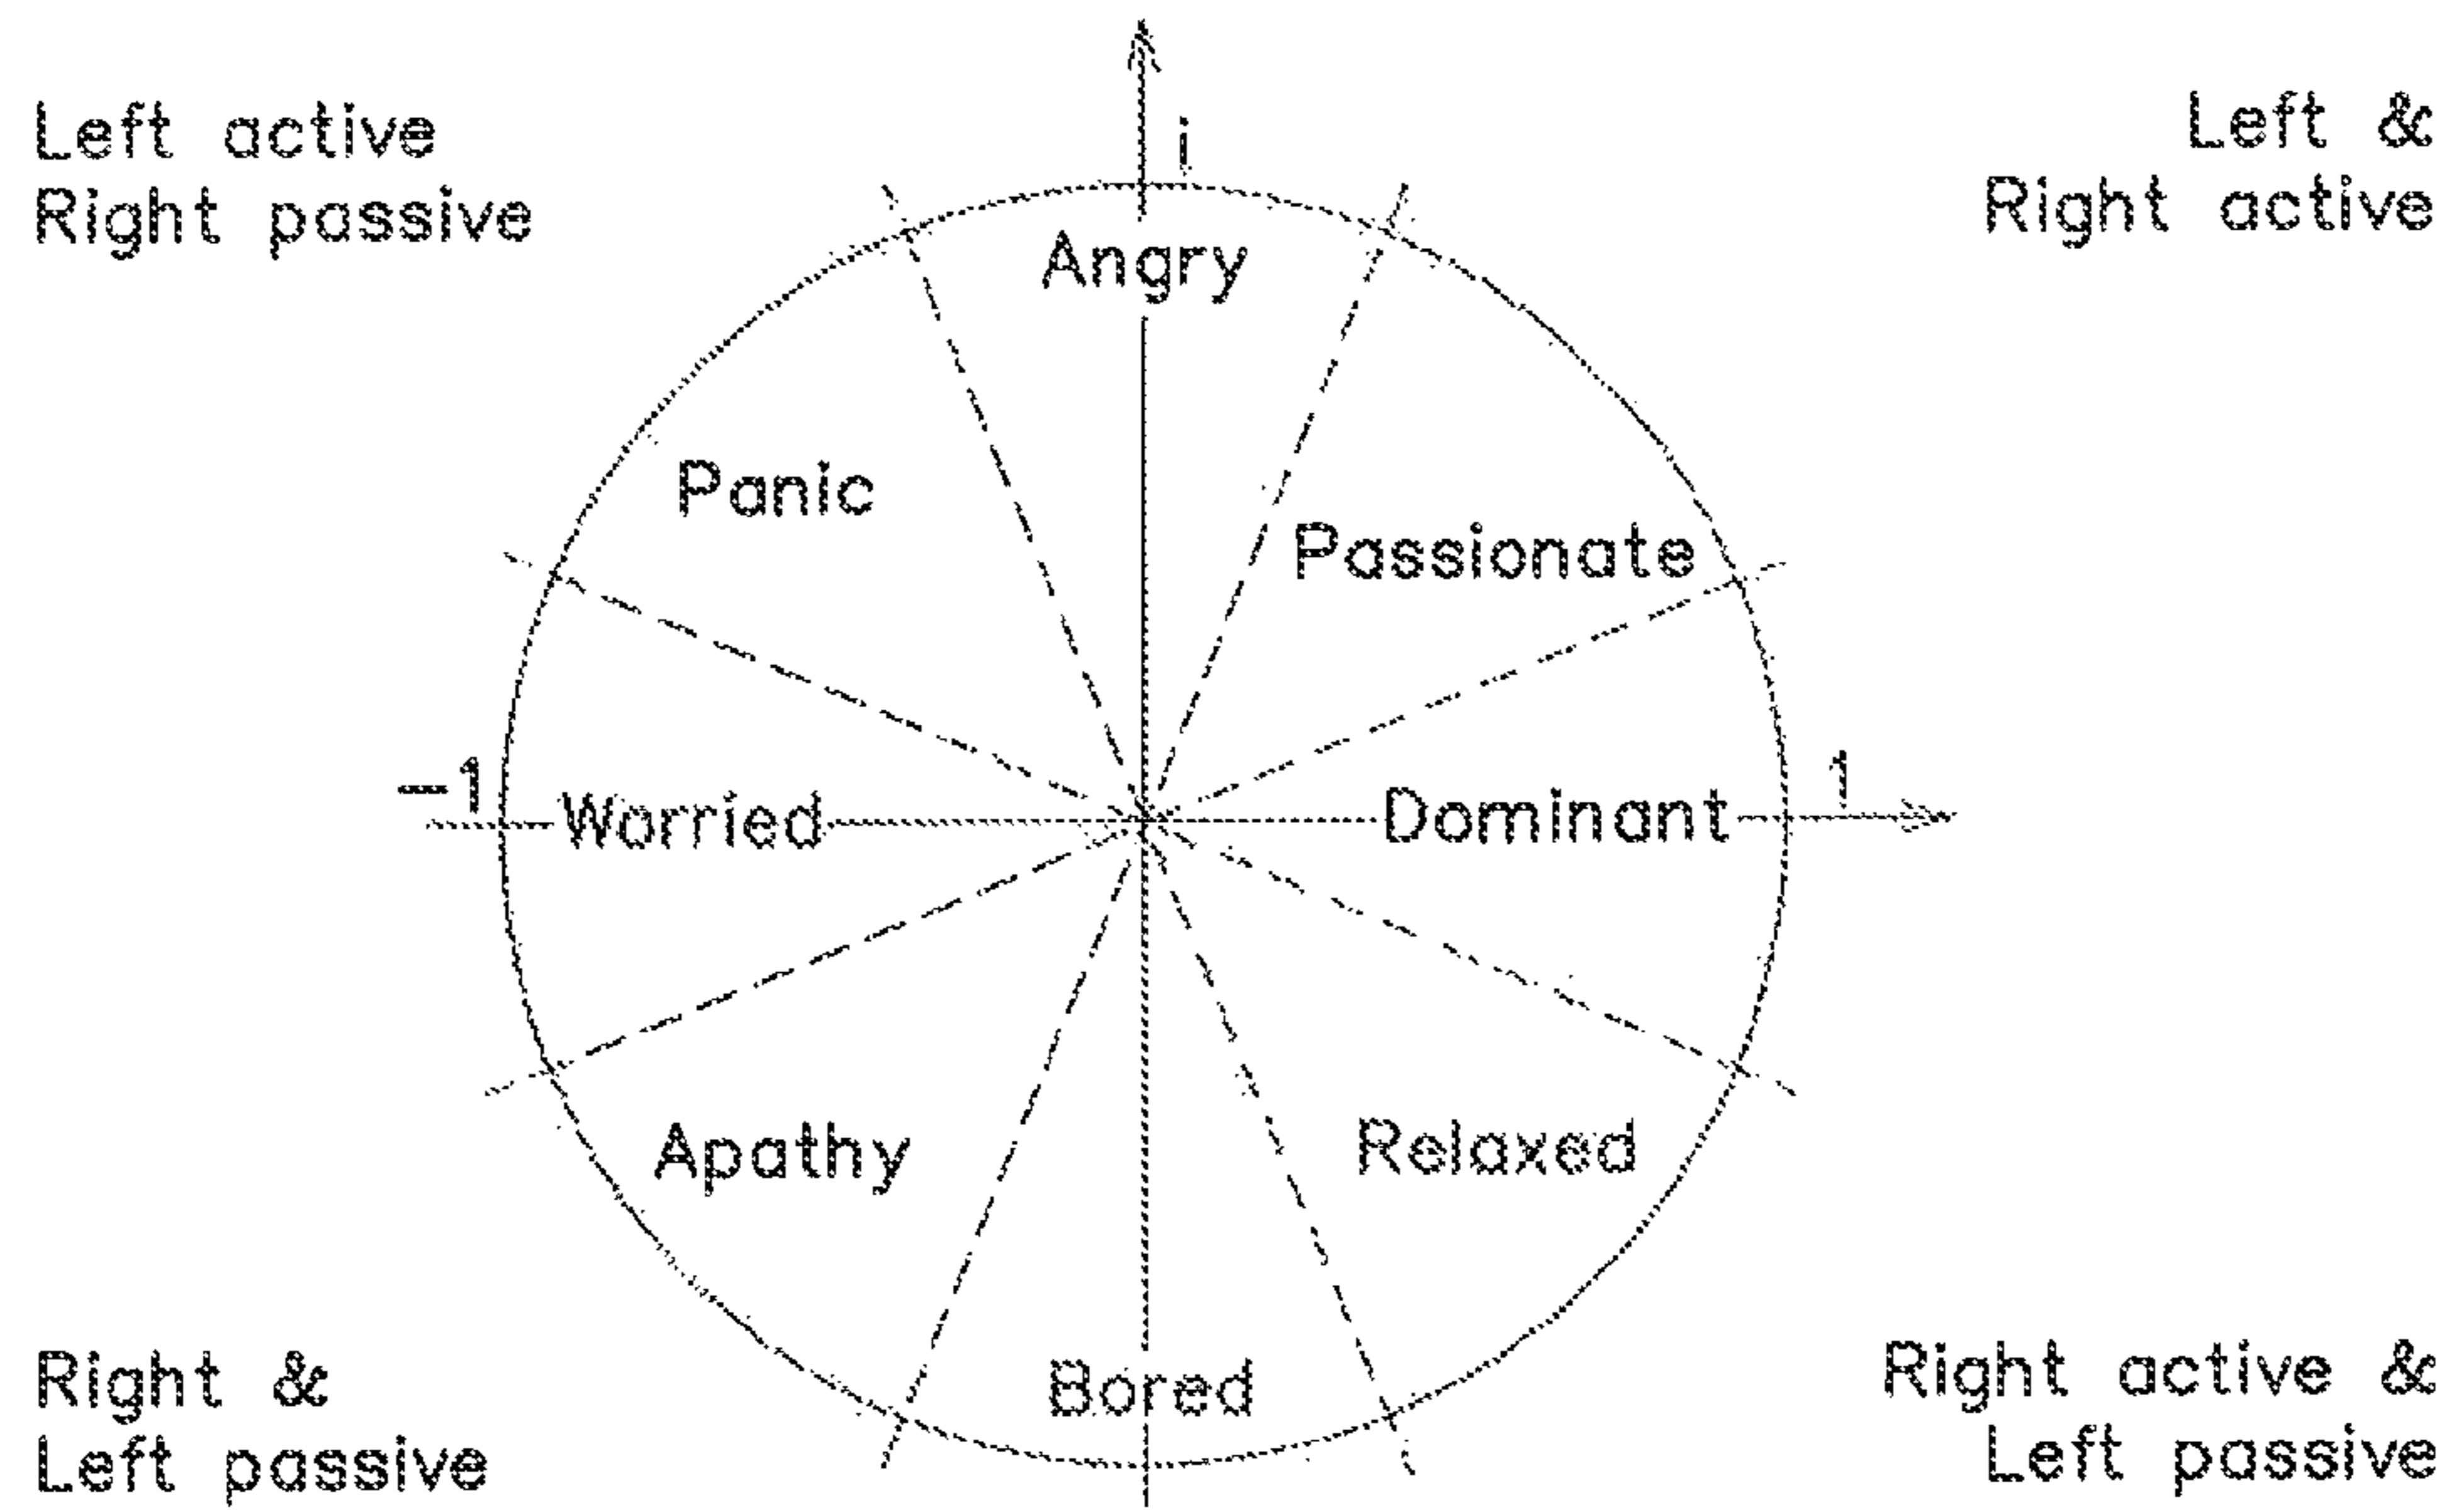 Left active
Right passive
Left &
Right active
i
Angry
Panic
Passionate
-1
Worried
Dominant
1
Apathy
Relaxed
Bored
Right &
Left passive
Right active &
Left passive